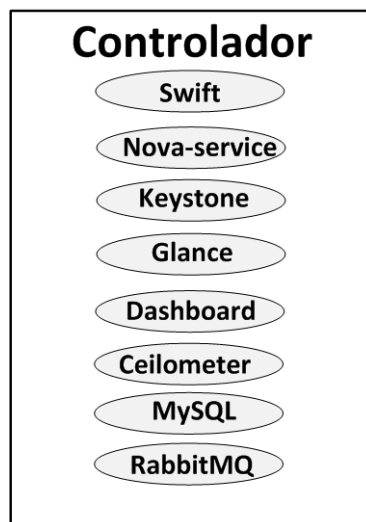 Controlador
Swift
Nova-service
Keystone
Glance
Dashboard
Ceilometer
MySQL
RabbitMQ